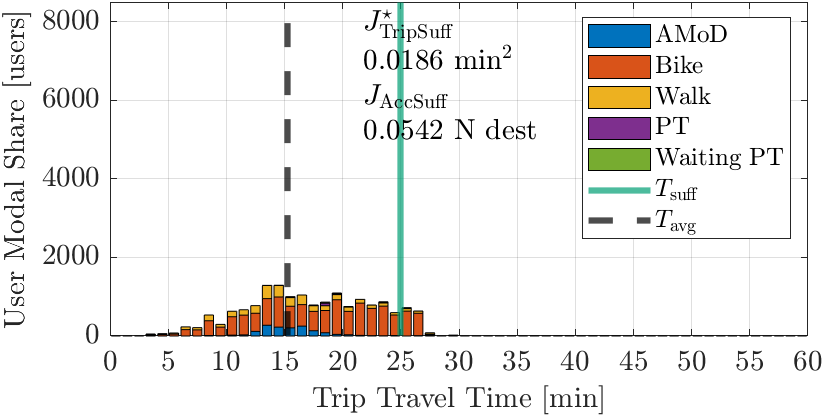 8000
6000
4000
2000
0
User Modal Share [users]
J⋆TripSuff
0.0186 min²
JAccSuff
0.0542 N dest
AMoD
Bike
Walk
PT
Waiting PT
Tsuff
Tavg
0 5 10 15 20 25 30 35 40 45 50 55 60
Trip Travel Time [min]